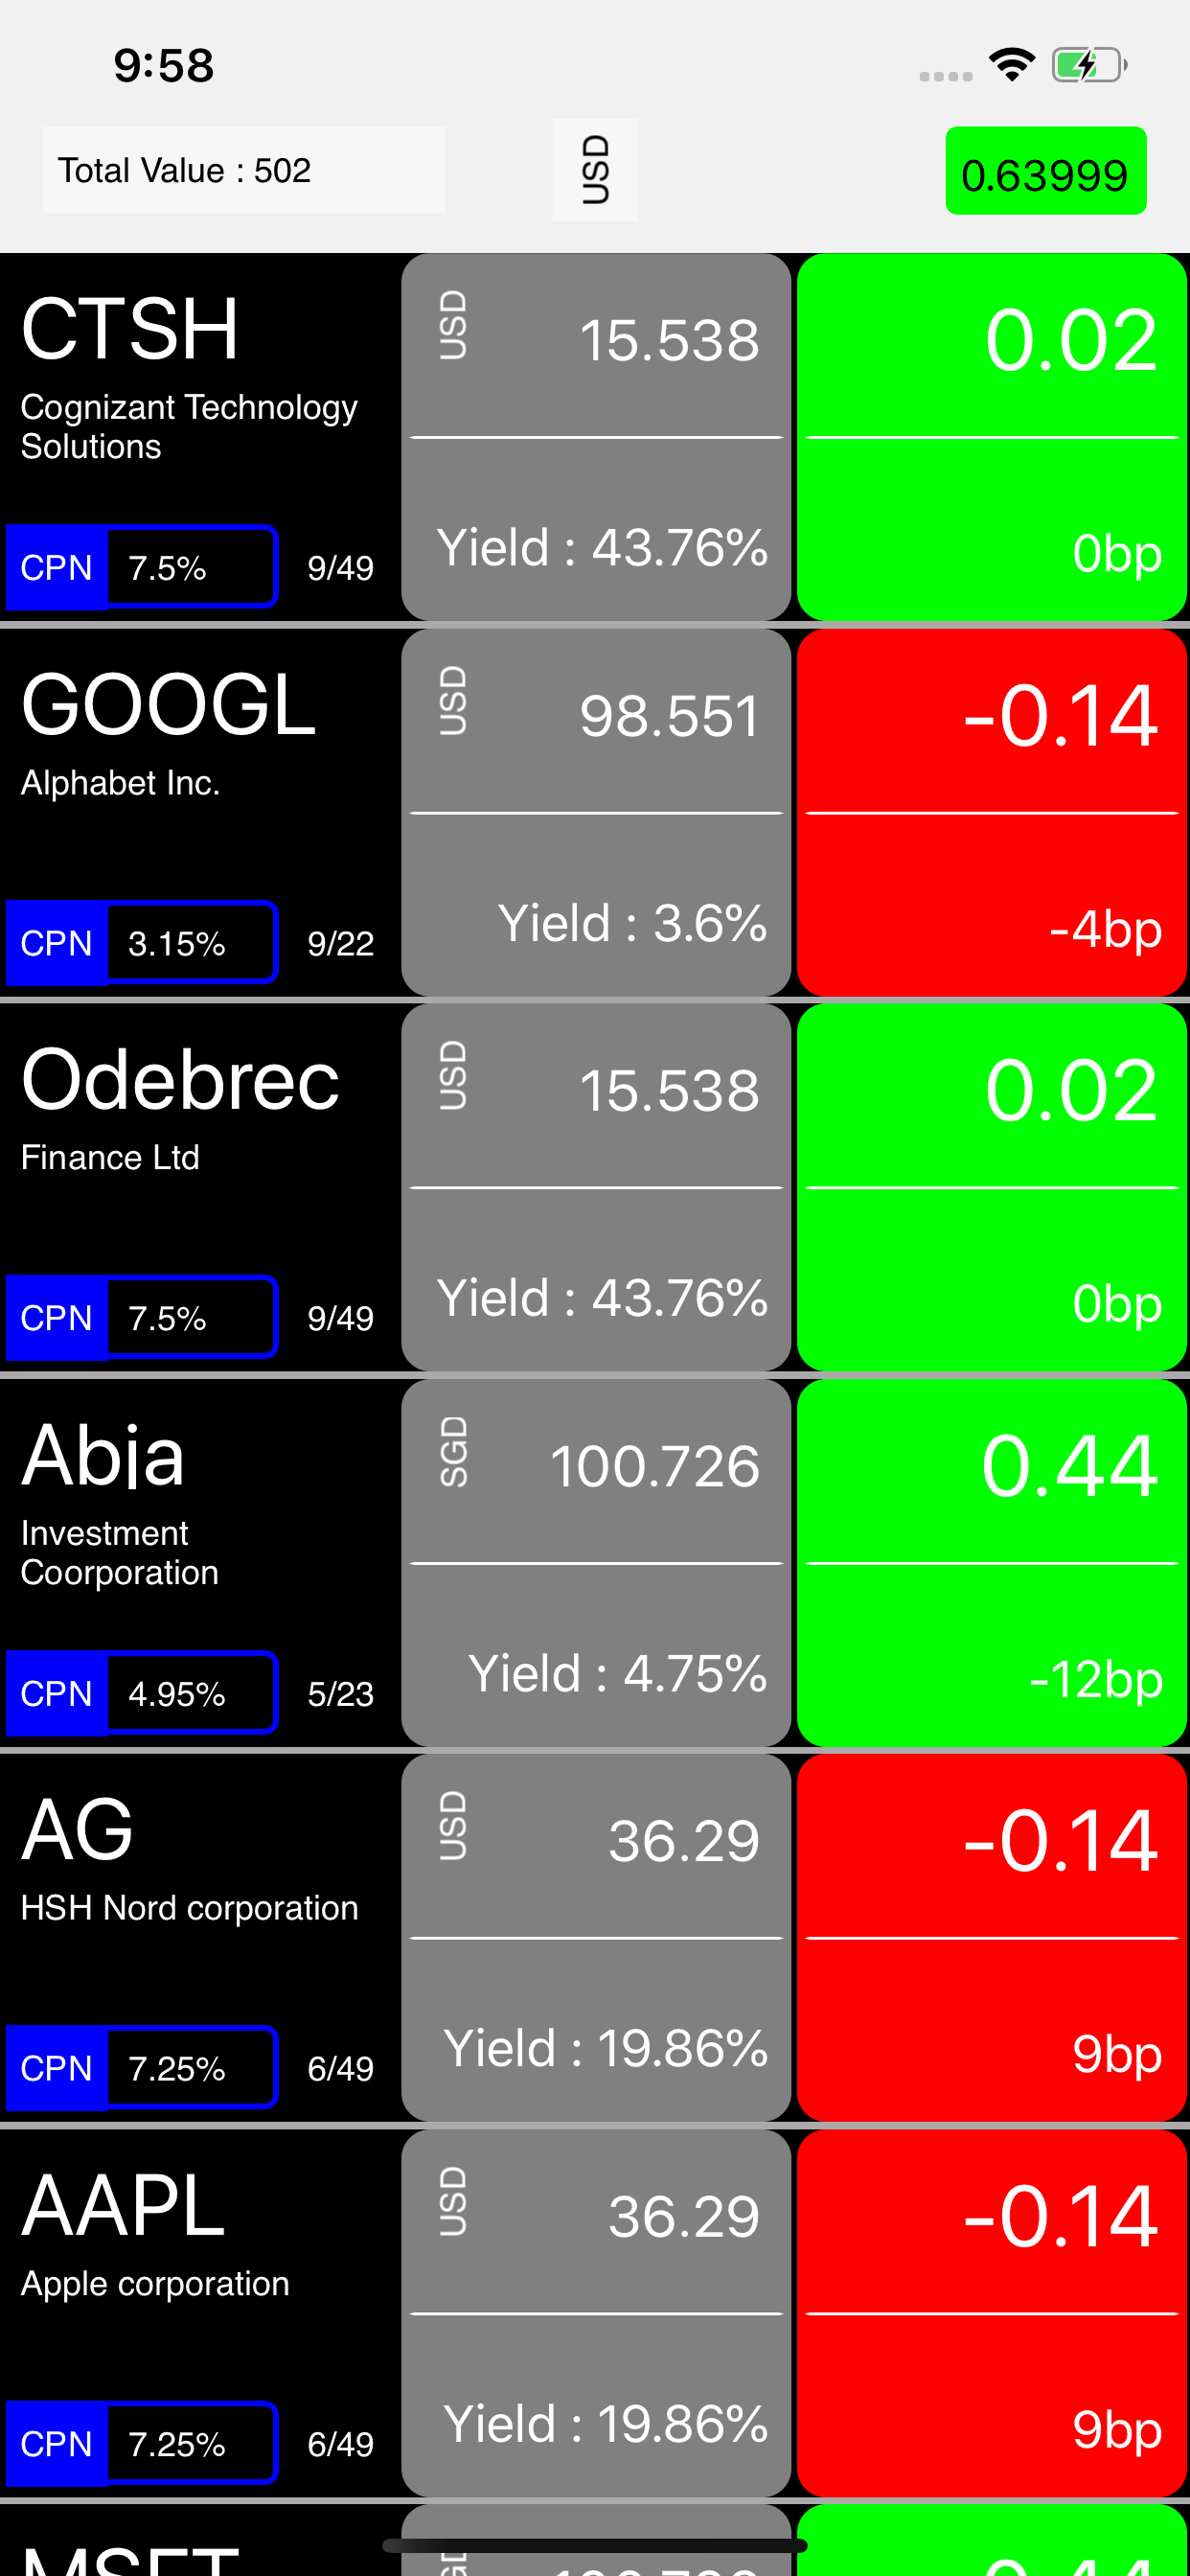 9:58
Total Value : 502
USD
0.63999
CTSH
USD
15.538
0.02
Cognizant Technology
Solutions
Yield : 43.76%
0bp
CPN
7.5%
9/49
GOOGL
USD
98.551
-0.14
Alphabet Inc.
Yield : 3.6%
-4bp
CPN
3.15%
9/22
Odebrec
USD
15.538
0.02
Finance Ltd
Yield : 43.76%
0bp
CPN
7.5%
9/49
Abja
SGD
100.726
0.44
Investment
Coorporation
Yield : 4.75%
-12bp
CPN
4.95%
5/23
AG
USD
36.29
-0.14
HSH Nord corporation
Yield : 19.86%
9bp
CPN
7.25%
6/49
AAPL
USD
36.29
-0.14
Apple corporation
Yield : 19.86%
9bp
CPN
7.25%
6/49